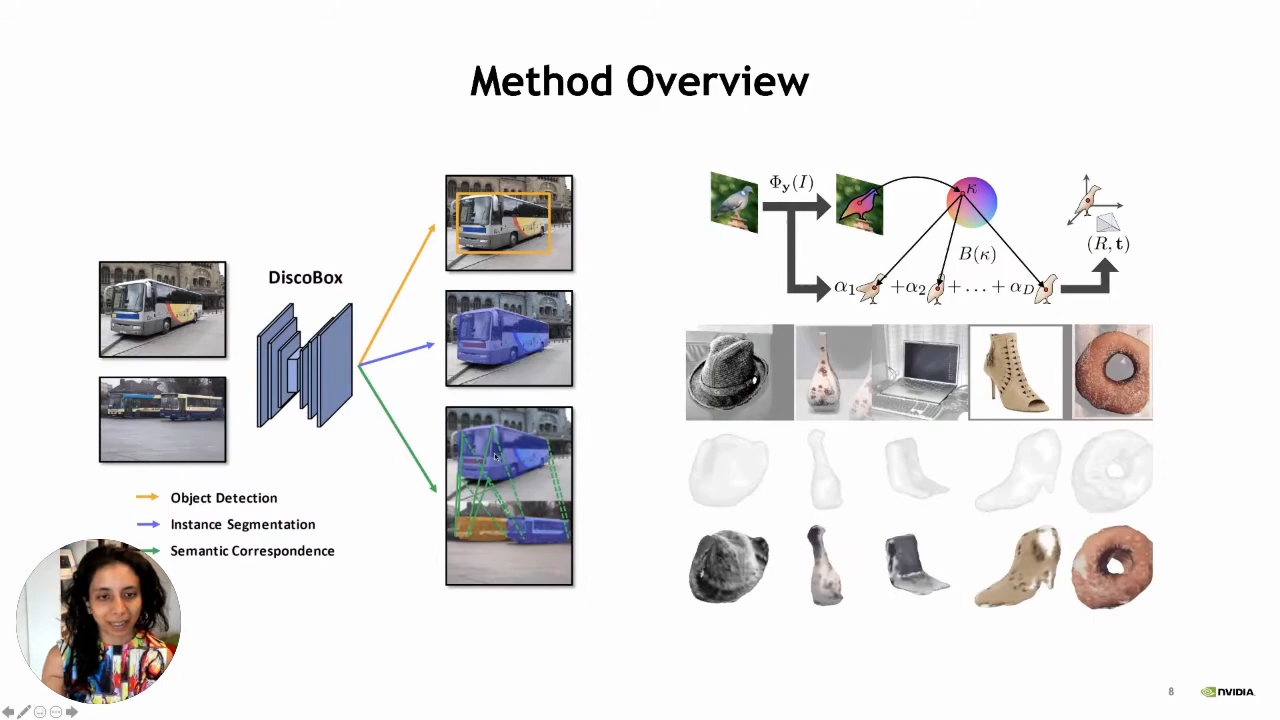 Method Overview
DiscoBox
Object Detection
Instance Segmentation
Semantic Correspondence
Φ_y(I)
κ
B(κ)
(R, t)
α₁ +α₂ +...+ α_D
8
NVIDIA.